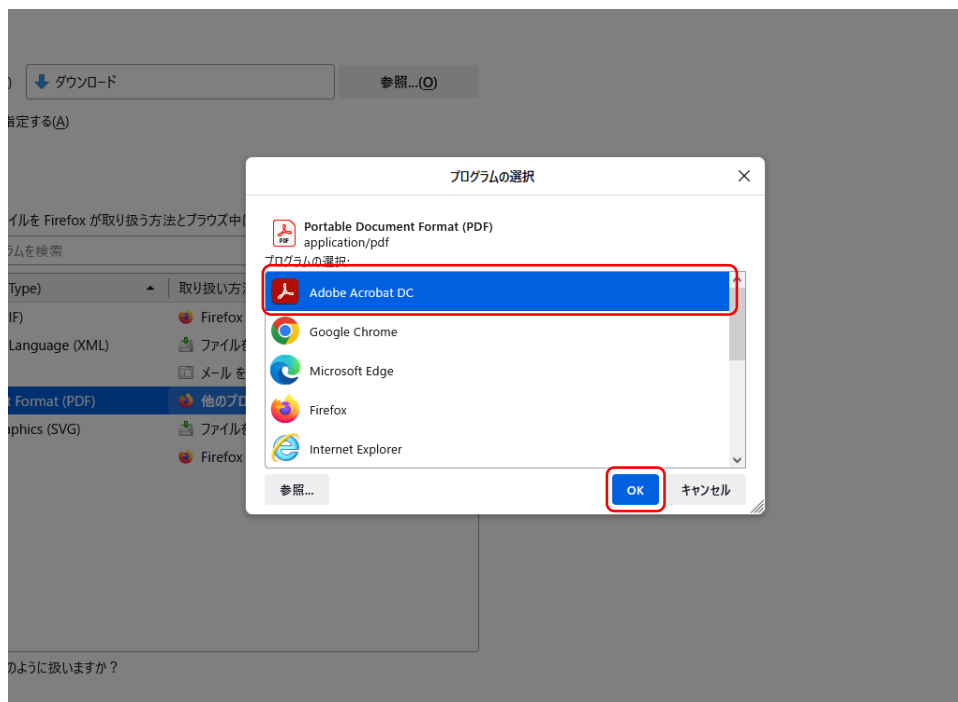 ) ダウンロード 参照...(O)
指定する(A)
プログラムの選択
イルを Firefox が取り扱う方法とブラウズ中
Portable Document Format (PDF)
PDF
application/pdf
ラムを検索
プログラムの選択:
Type) 取り扱い方
Adobe Acrobat DC
IF) Firefox
Google Chrome
Language (XML) ファイルを
メール を
Microsoft Edge
t Format (PDF) 他のプロ
Firefox
aphics (SVG) ファイルを
Internet Explorer
Firefox
参照... OK キャンセル
のように扱いますか？